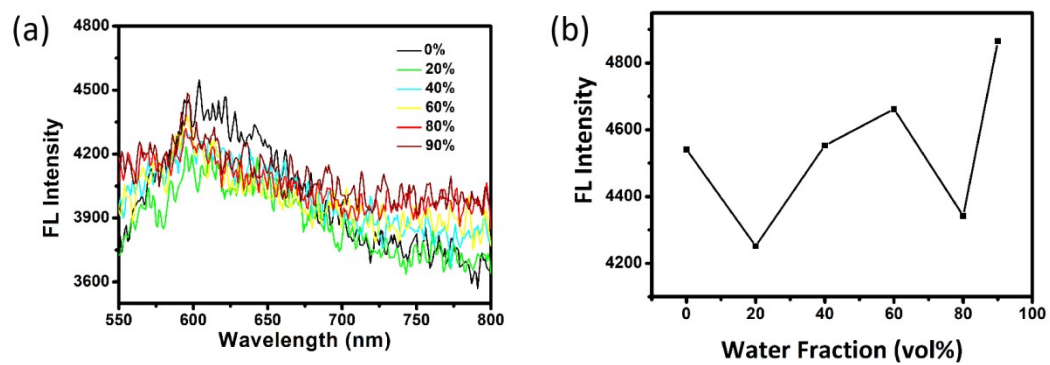 (a)
4800
4500
4200
3900
3600
FL Intensity
0%
20%
40%
60%
80%
90%
550 600 650 700 750 800
Wavelength (nm)
(b)
4800
4600
4400
4200
FL Intensity
0 20 40 60 80 100
Water Fraction (vol%)